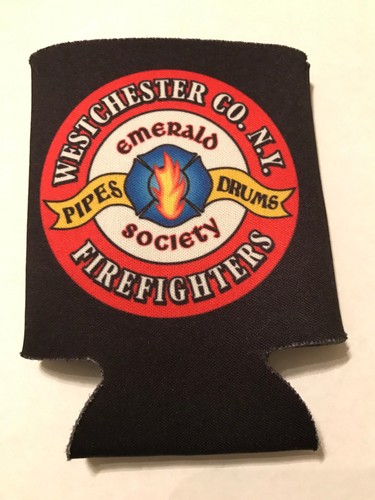 WESTCHESTER CO. N.Y.
emerald
PIPES DRUMS
society
FIREFIGHTERS